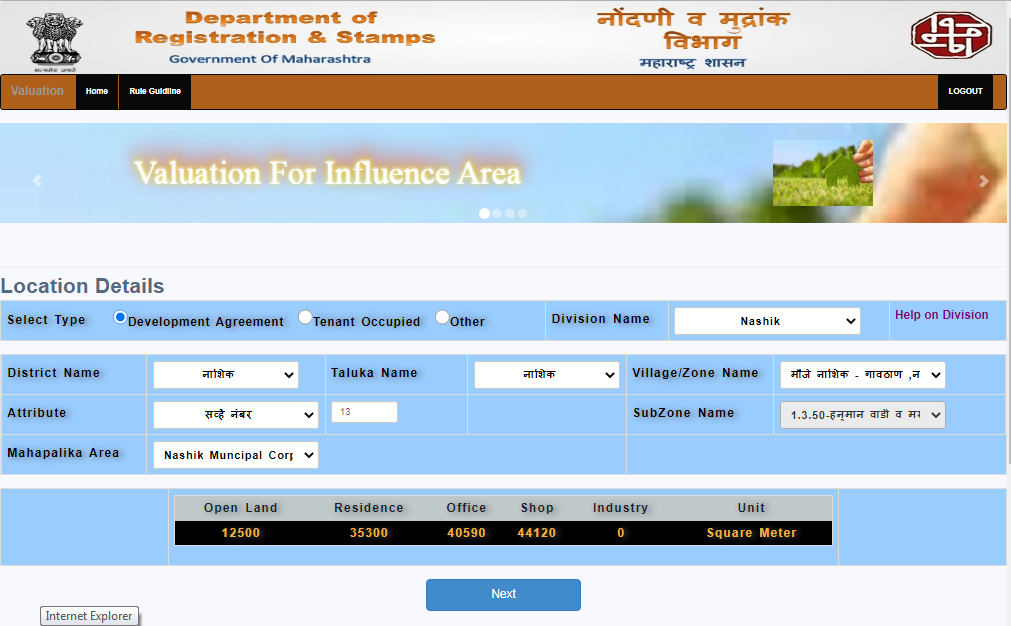 Department of
Registration & Stamps
Government Of Maharashtra
नोंदणी व मुद्रांक
विभाग
महाराष्ट्र शासन
सत्यमेव जयते
Valuation Home Rule Guidline LOGOUT
Valuation For Influence Area
Location Details
Select Type Development Agreement Tenant Occupied Other Division Name Nashik Help on Division
District Name नाशिक Taluka Name नाशिक Village/Zone Name मौजे नाशिक - गावठाण ,न
Attribute सर्व्हे नंबर 13 SubZone Name 1.3.50-हनुमान वाडी व मर
Mahapalika Area Nashik Muncipal Corp
Open Land Residence Office Shop Industry Unit
12500 35300 40590 44120 0 Square Meter
Next
Internet Explorer